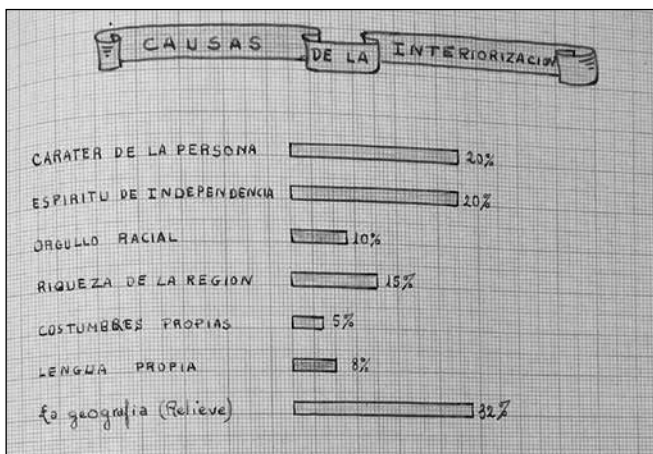 CAUSAS DE LA INTERIORIZACION
CARATER DE LA PERSONA 20%
ESPIRITU DE INDEPENDENCIA 20%
ORGULLO RACIAL 10%
RIQUEZA DE LA REGION 15%
COSTUMBRES PROPIAS 5%
LENGUA PROPIA 8%
La geografia (Relieve) 32%